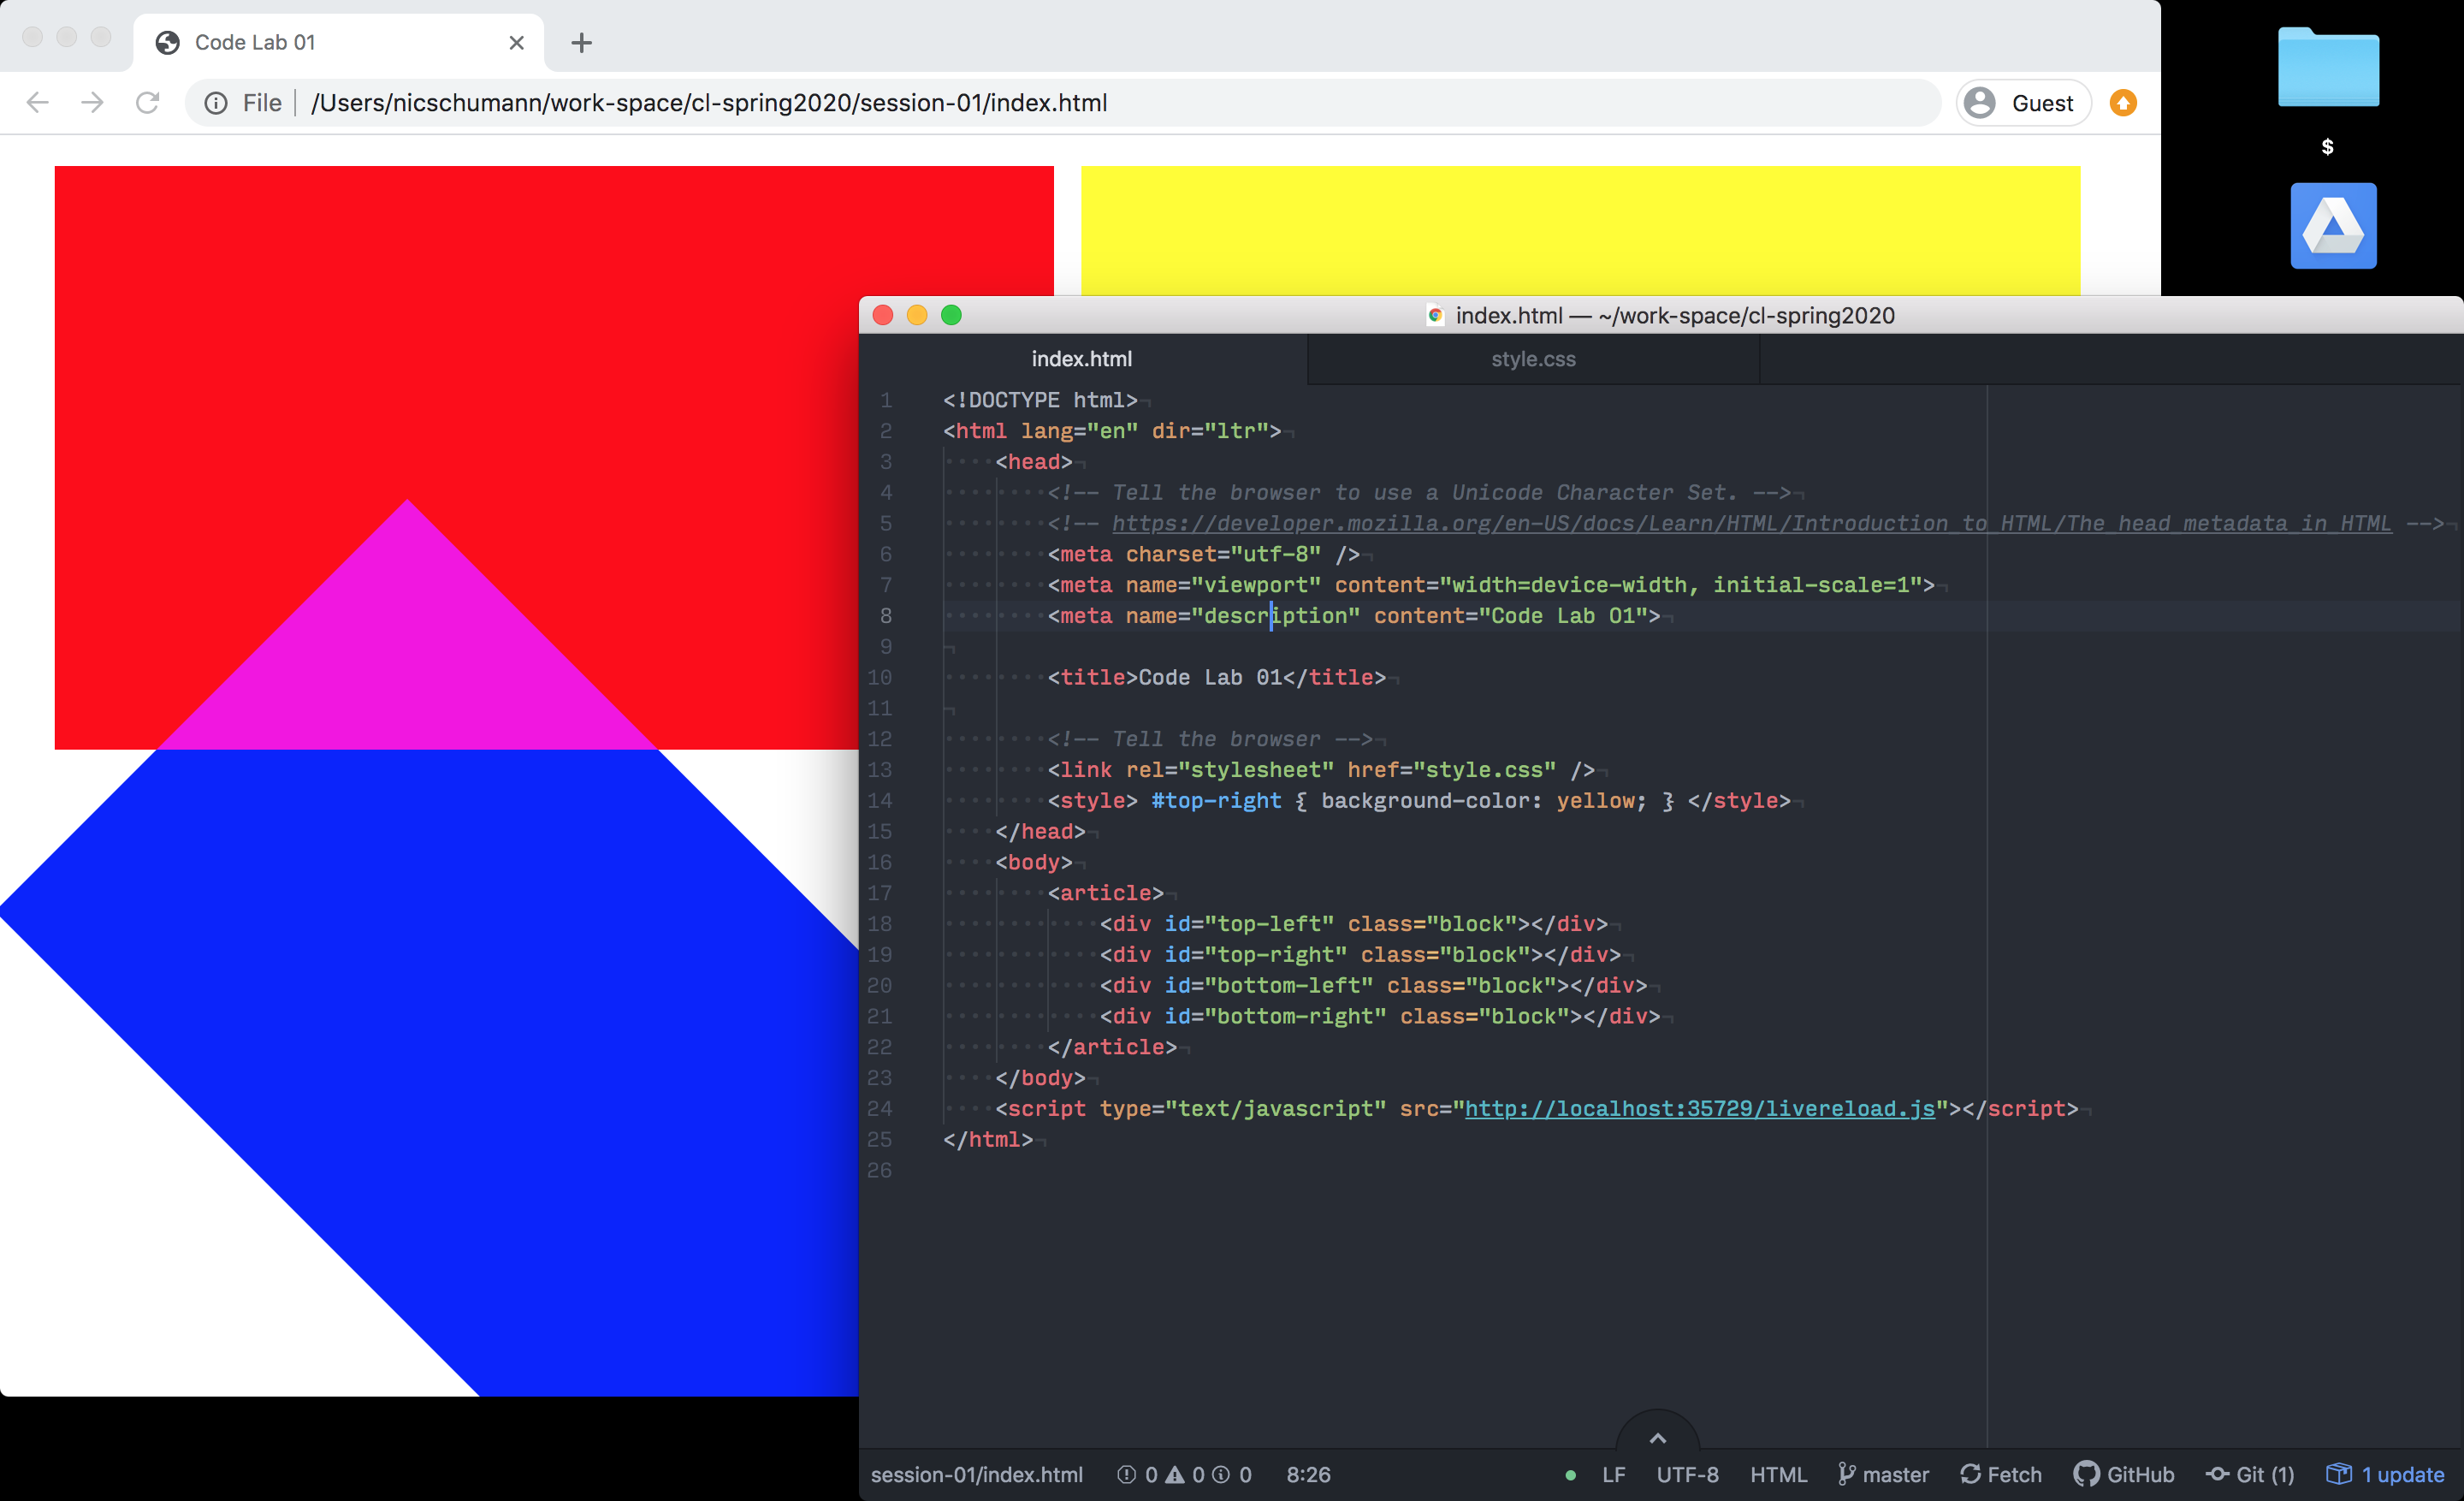 Code Lab 01
File | /Users/nicschumann/work-space/cl-spring2020/session-01/index.html
Guest
$
index.html — ~/work-space/cl-spring2020
index.html
style.css
1 <!DOCTYPE html>
2 <html lang="en" dir="ltr">
3 <head>
4 <!-- Tell the browser to use a Unicode Character Set. -->
5 <!-- https://developer.mozilla.org/en-US/docs/Learn/HTML/Introduction_to_HTML/The_head_metadata_in_HTML -->
6 <meta charset="utf-8" />
7 <meta name="viewport" content="width=device-width, initial-scale=1">
8 <meta name="description" content="Code Lab 01">
9
10 <title>Code Lab 01</title>
11
12 <!-- Tell the browser -->
13 <link rel="stylesheet" href="style.css" />
14 <style> #top-right { background-color: yellow; } </style>
15 </head>
16 <body>
17 <article>
18 <div id="top-left" class="block"></div>
19 <div id="top-right" class="block"></div>
20 <div id="bottom-left" class="block"></div>
21 <div id="bottom-right" class="block"></div>
22 </article>
23 </body>
24 <script type="text/javascript" src="http://localhost:35729/livereload.js"></script>
25 </html>
26
session-01/index.html 0 0 0 8:26 LF UTF-8 HTML master Fetch GitHub Git (1) 1 update